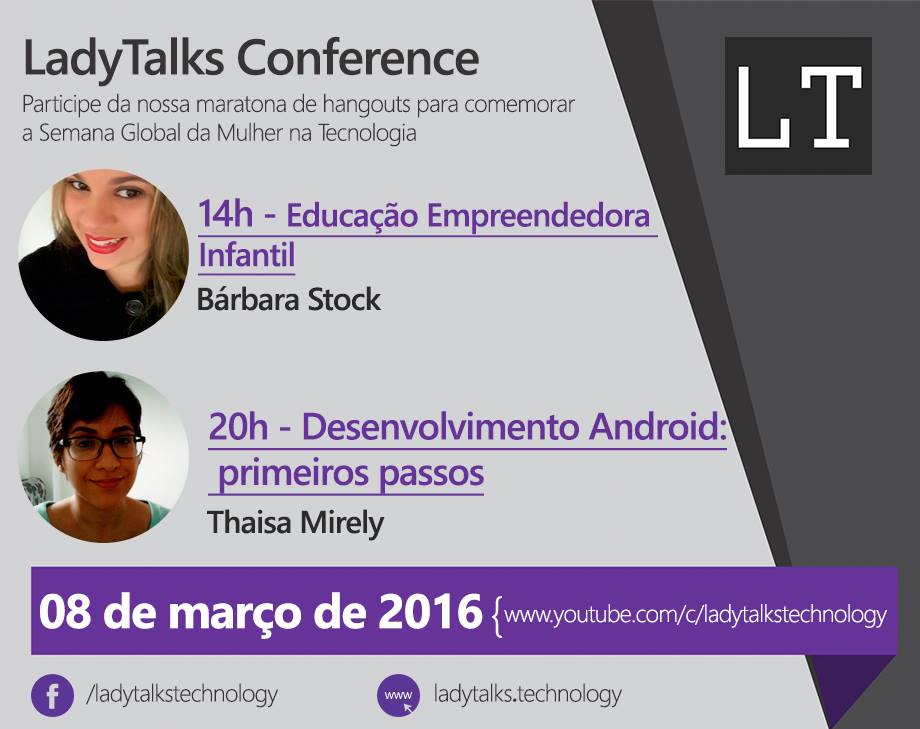 LadyTalks Conference
LT
Participe da nossa maratona de hangouts para comemorar
a Semana Global da Mulher na Tecnologia
14h - Educação Empreendedora
Infantil
Bárbara Stock
20h - Desenvolvimento Android:
primeiros passos
Thaisa Mirely
08 de março de 2016 {www.youtube.com/c/ladytalkstechnology
f /ladytalkstechnology
www ladytalks.technology